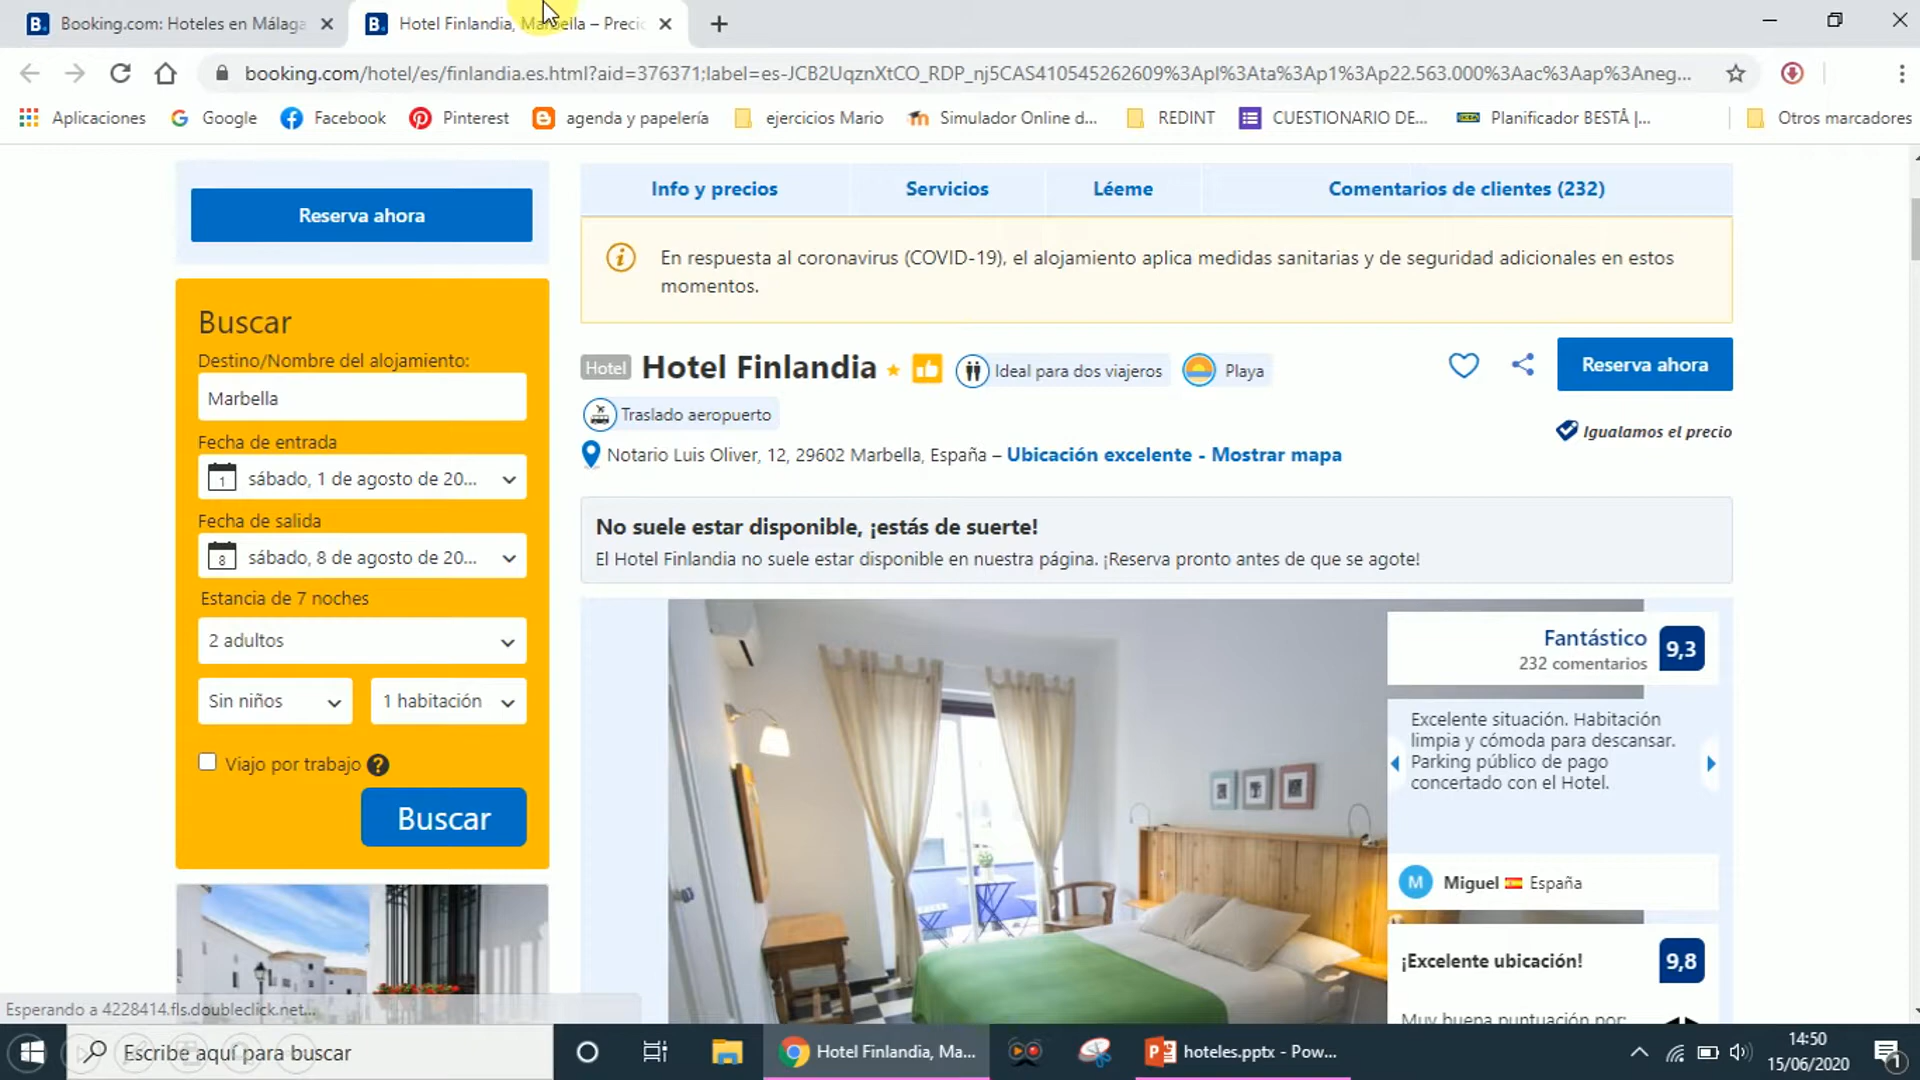 Booking.com: Hoteles en Málaga
Hotel Finlandia, Marbella – Precio
booking.com/hotel/es/finlandia.es.html?aid=376371;label=es-JCB2UqznXtCO_RDP_nj5CAS410545262609%3Apl%3Ata%3Ap1%3Ap22.563.000%3Aac%3Aap%3Aneg...
Aplicaciones
Google
Facebook
Pinterest
agenda y papelería
ejercicios Mario
Simulador Online d...
REDINT
CUESTIONARIO DE...
Planificador BESTÅ |...
Otros marcadores
Reserva ahora
Info y precios
Servicios
Léeme
Comentarios de clientes (232)
En respuesta al coronavirus (COVID-19), el alojamiento aplica medidas sanitarias y de seguridad adicionales en estos
momentos.
Buscar
Destino/Nombre del alojamiento:
Marbella
Fecha de entrada
1
sábado, 1 de agosto de 20...
Fecha de salida
8
sábado, 8 de agosto de 20...
Estancia de 7 noches
2 adultos
Sin niños
1 habitación
Viajo por trabajo ?
Buscar
Hotel
Hotel Finlandia
Ideal para dos viajeros
Playa
Reserva ahora
Traslado aeropuerto
Igualamos el precio
Notario Luis Oliver, 12, 29602 Marbella, España – Ubicación excelente - Mostrar mapa
No suele estar disponible, ¡estás de suerte!
El Hotel Finlandia no suele estar disponible en nuestra página. ¡Reserva pronto antes de que se agote!
Fantástico
232 comentarios
9,3
Excelente situación. Habitación
limpia y cómoda para descansar.
Parking público de pago
concertado con el Hotel.
M
Miguel
España
¡Excelente ubicación!
9,8
Muy buena puntuación por:
Esperando a 4228414.fls.doubleclick.net...
Escribe aquí para buscar
Hotel Finlandia, Ma...
hoteles.pptx - Pow...
14:50
15/06/2020
1